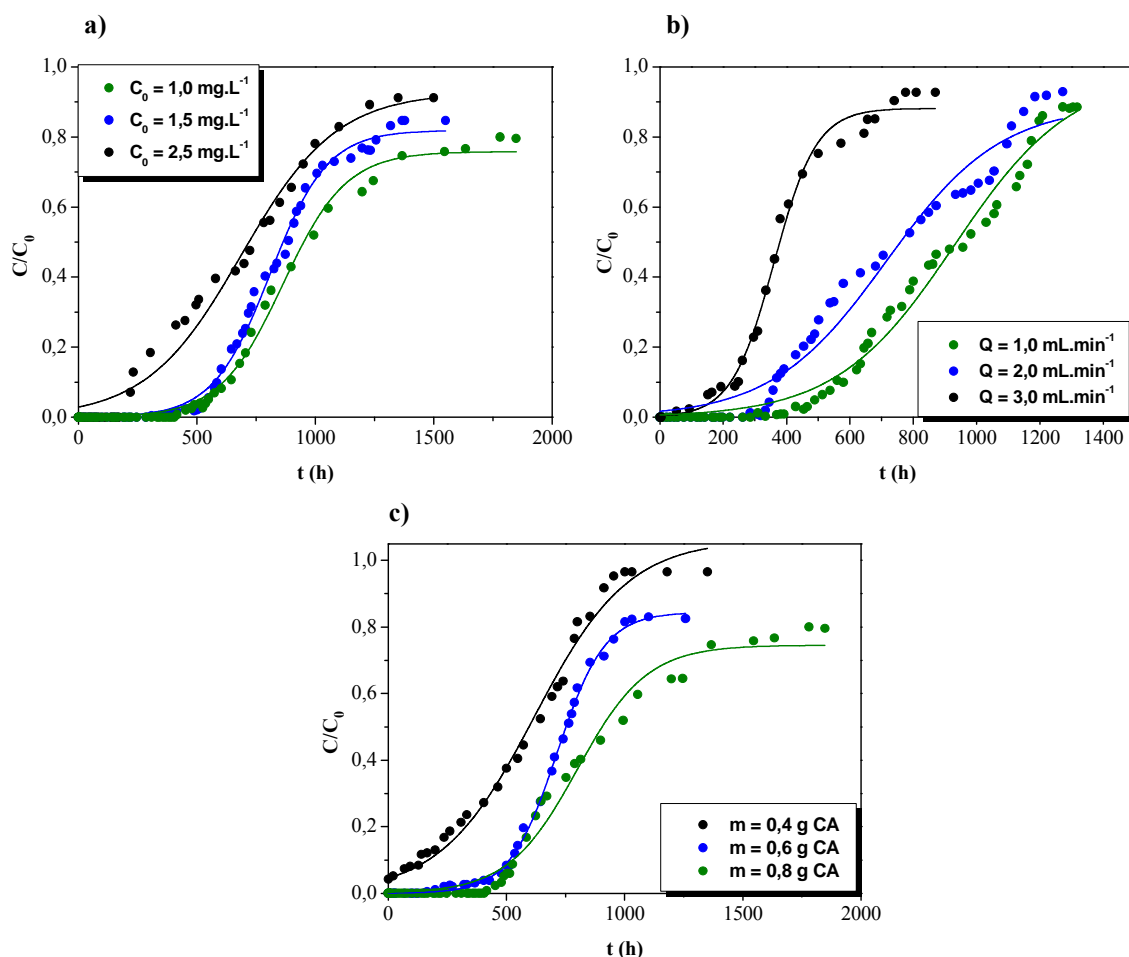 a)
C/C₀
1,0
0,8
0,6
0,4
0,2
0,0
C₀ = 1,0 mg.L⁻¹
C₀ = 1,5 mg.L⁻¹
C₀ = 2,5 mg.L⁻¹
0 500 1000 1500 2000
t (h)
b)
C/C₀
1,0
0,8
0,6
0,4
0,2
0,0
Q = 1,0 mL.min⁻¹
Q = 2,0 mL.min⁻¹
Q = 3,0 mL.min⁻¹
0 200 400 600 800 1000 1200 1400
t (h)
c)
C/C₀
1,0
0,8
0,6
0,4
0,2
0,0
m = 0,4 g CA
m = 0,6 g CA
m = 0,8 g CA
0 500 1000 1500 2000
t (h)